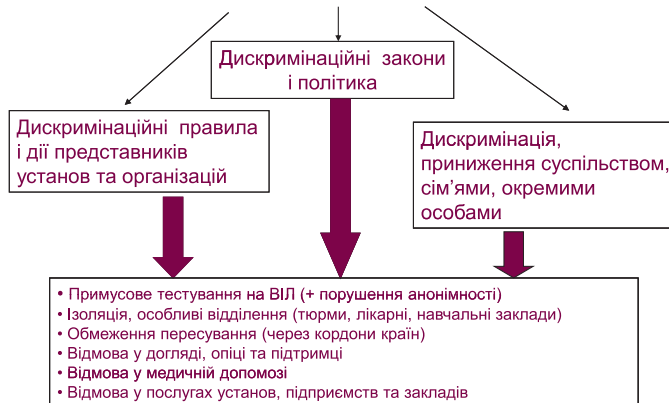 Дискримінаційні закони
і політика
Дискримінаційні правила
і дії представників
установ та організацій
Дискримінація,
приниження суспільством,
сім’ями, окремими
особами
• Примусове тестування на ВІЛ (+ порушення анонімності)
• Ізоляція, особливі відділення (тюрми, лікарні, навчальні заклади)
• Обмеження пересування (через кордони країн)
• Відмова у догляді, опіці та підтримці
• Відмова у медичній допомозі
• Відмова у послугах установ, підприємств та закладів